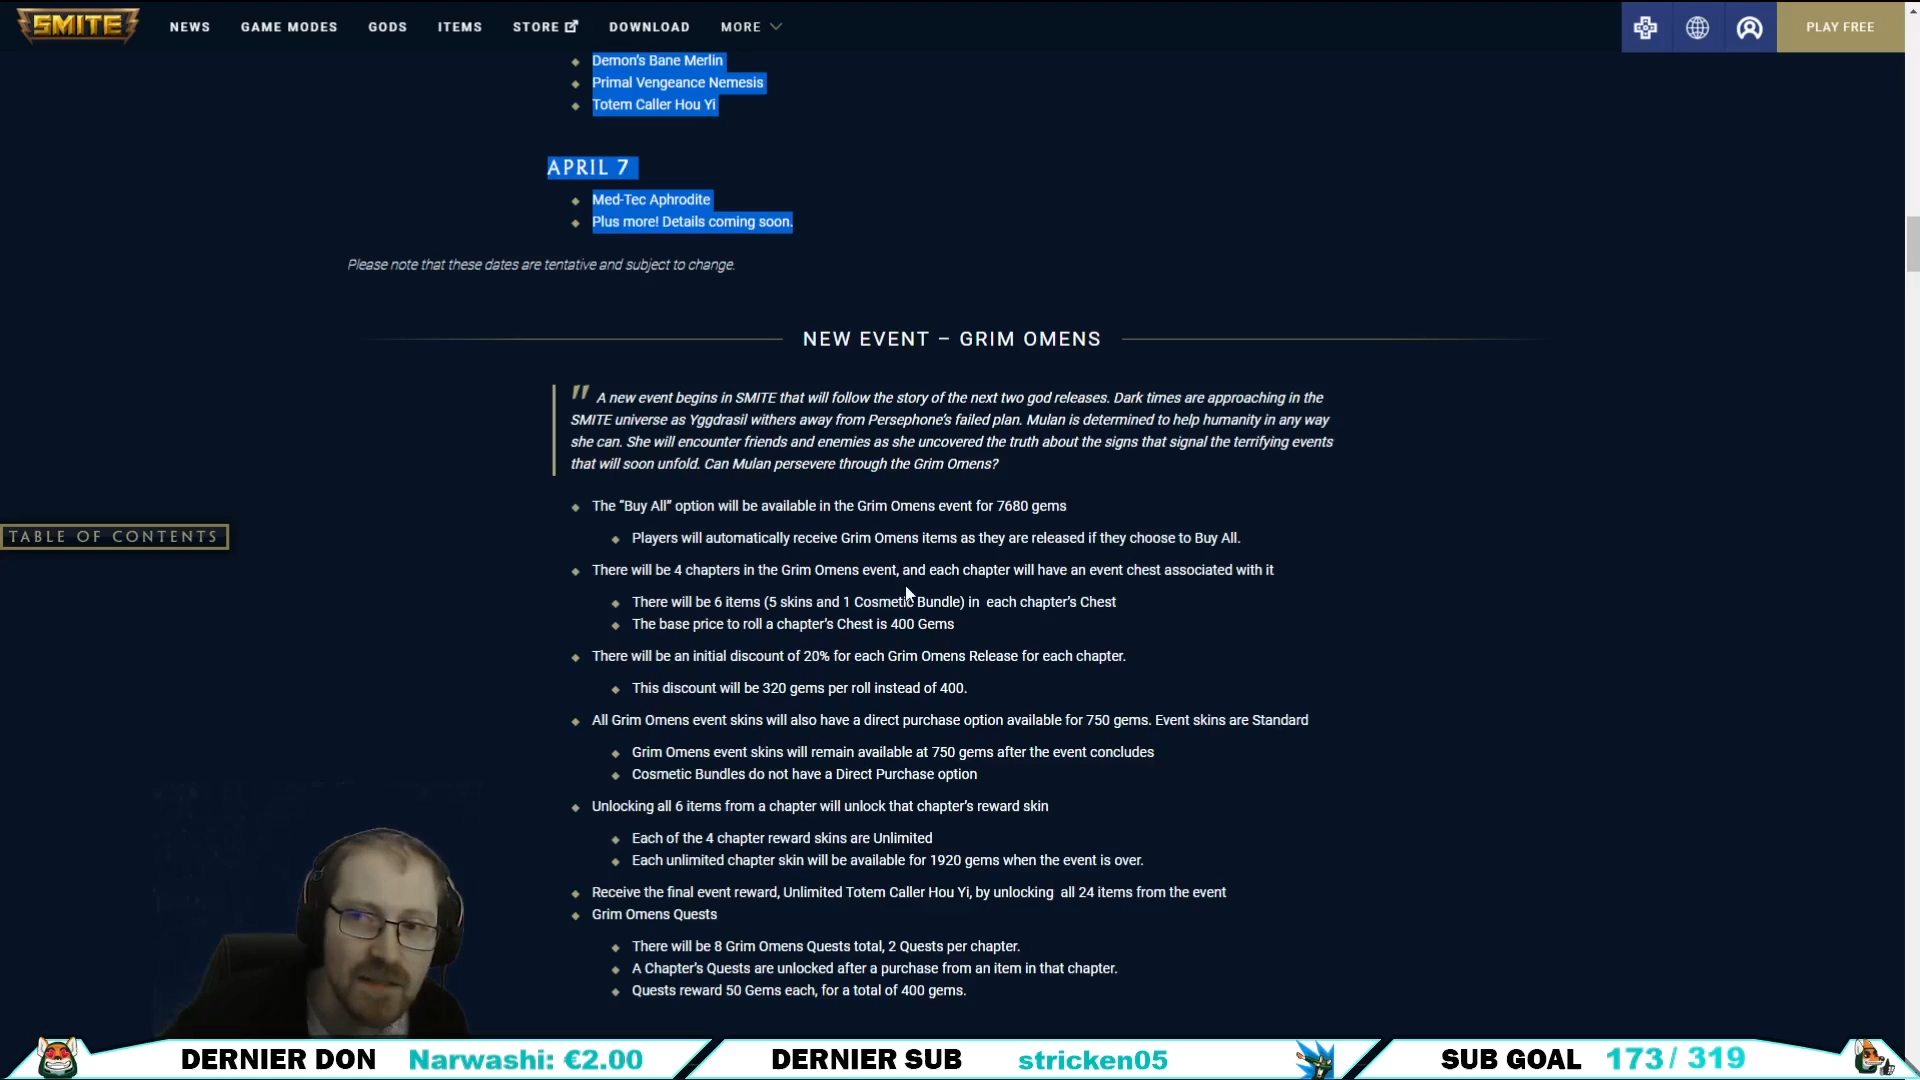 SMITE
NEWS GAME MODES GODS ITEMS STORE DOWNLOAD MORE PLAY FREE
Demon's Bane Merlin
Primal Vengeance Nemesis
Totem Caller Hou Yi
APRIL 7
Med-Tec Aphrodite
Plus more! Details coming soon.
Please note that these dates are tentative and subject to change.
NEW EVENT – GRIM OMENS
" A new event begins in SMITE that will follow the story of the next two god releases. Dark times are approaching in the
SMITE universe as Yggdrasil withers away from Persephone's failed plan. Mulan is determined to help humanity in any way
she can. She will encounter friends and enemies as she uncovered the truth about the signs that signal the terrifying events
that will soon unfold. Can Mulan persevere through the Grim Omens?
The “Buy All” option will be available in the Grim Omens event for 7680 gems
TABLE OF CONTENTS
Players will automatically receive Grim Omens items as they are released if they choose to Buy All.
There will be 4 chapters in the Grim Omens event, and each chapter will have an event chest associated with it
There will be 6 items (5 skins and 1 Cosmetic Bundle) in each chapter's Chest
The base price to roll a chapter's Chest is 400 Gems
There will be an initial discount of 20% for each Grim Omens Release for each chapter.
This discount will be 320 gems per roll instead of 400.
All Grim Omens event skins will also have a direct purchase option available for 750 gems. Event skins are Standard
Grim Omens event skins will remain available at 750 gems after the event concludes
Cosmetic Bundles do not have a Direct Purchase option
Unlocking all 6 items from a chapter will unlock that chapter's reward skin
Each of the 4 chapter reward skins are Unlimited
Each unlimited chapter skin will be available for 1920 gems when the event is over.
Receive the final event reward, Unlimited Totem Caller Hou Yi, by unlocking all 24 items from the event
Grim Omens Quests
There will be 8 Grim Omens Quests total, 2 Quests per chapter.
A Chapter's Quests are unlocked after a purchase from an item in that chapter.
Quests reward 50 Gems each, for a total of 400 gems.
DERNIER DON Narwashi: €2.00 DERNIER SUB stricken05 SUB GOAL 173/ 319